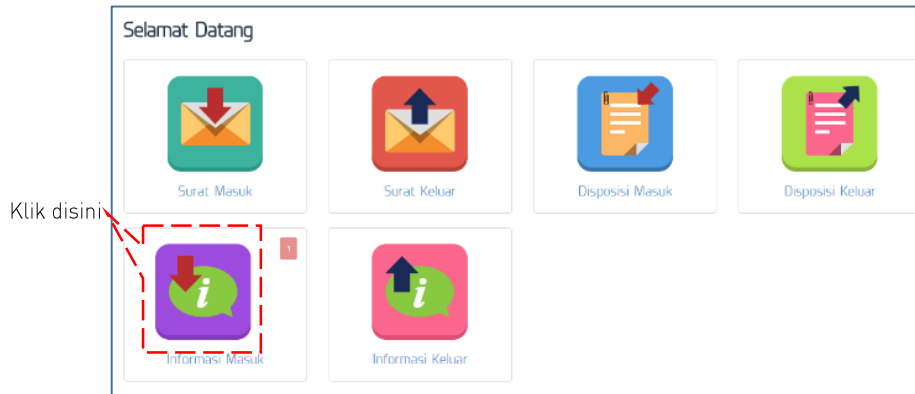 Selamat Datang
Surat Masuk
Surat Keluar
Disposisi Masuk
Disposisi Keluar
Klik disini
1
i
i
Informasi Masuk
Informasi Keluar